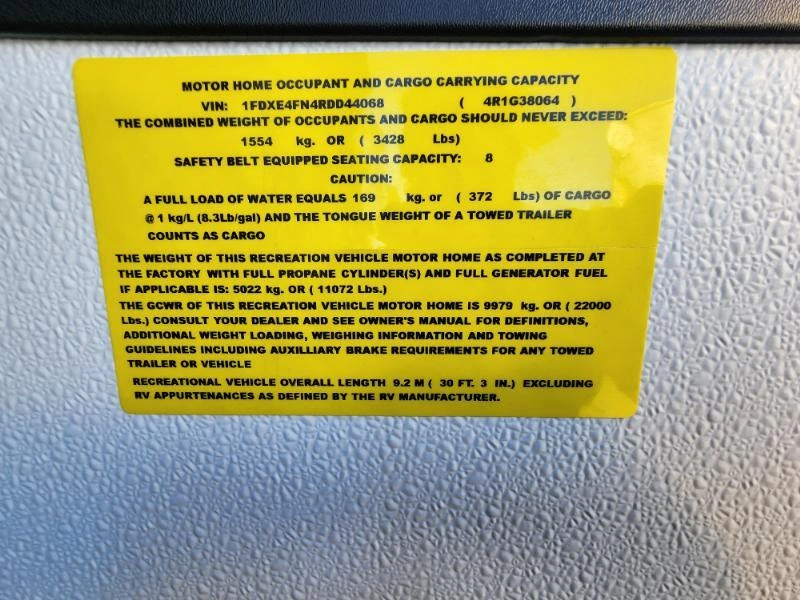 MOTOR HOME OCCUPANT AND CARGO CARRYING CAPACITY
VIN: 1FDXE4FN4RDD44068 ( 4R1G38064 )
THE COMBINED WEIGHT OF OCCUPANTS AND CARGO SHOULD NEVER EXCEED:
1554 kg. OR ( 3428 Lbs)
SAFETY BELT EQUIPPED SEATING CAPACITY: 8
CAUTION:
A FULL LOAD OF WATER EQUALS 169 kg. or ( 372 Lbs) OF CARGO
@ 1 kg/L (8.3Lb/gal) AND THE TONGUE WEIGHT OF A TOWED TRAILER
COUNTS AS CARGO
THE WEIGHT OF THIS RECREATION VEHICLE MOTOR HOME AS COMPLETED AT
THE FACTORY WITH FULL PROPANE CYLINDER(S) AND FULL GENERATOR FUEL
IF APPLICABLE IS: 5022 kg. OR ( 11072 Lbs.)
THE GCWR OF THIS RECREATION VEHICLE MOTOR HOME IS 9979 kg. OR ( 22000
Lbs.) CONSULT YOUR DEALER AND SEE OWNER'S MANUAL FOR DEFINITIONS,
ADDITIONAL WEIGHT LOADING, WEIGHING INFORMATION AND TOWING
GUIDELINES INCLUDING AUXILLIARY BRAKE REQUIREMENTS FOR ANY TOWED
TRAILER OR VEHICLE
RECREATIONAL VEHICLE OVERALL LENGTH 9.2 M ( 30 FT. 3 IN.) EXCLUDING
RV APPURTENANCES AS DEFINED BY THE RV MANUFACTURER.